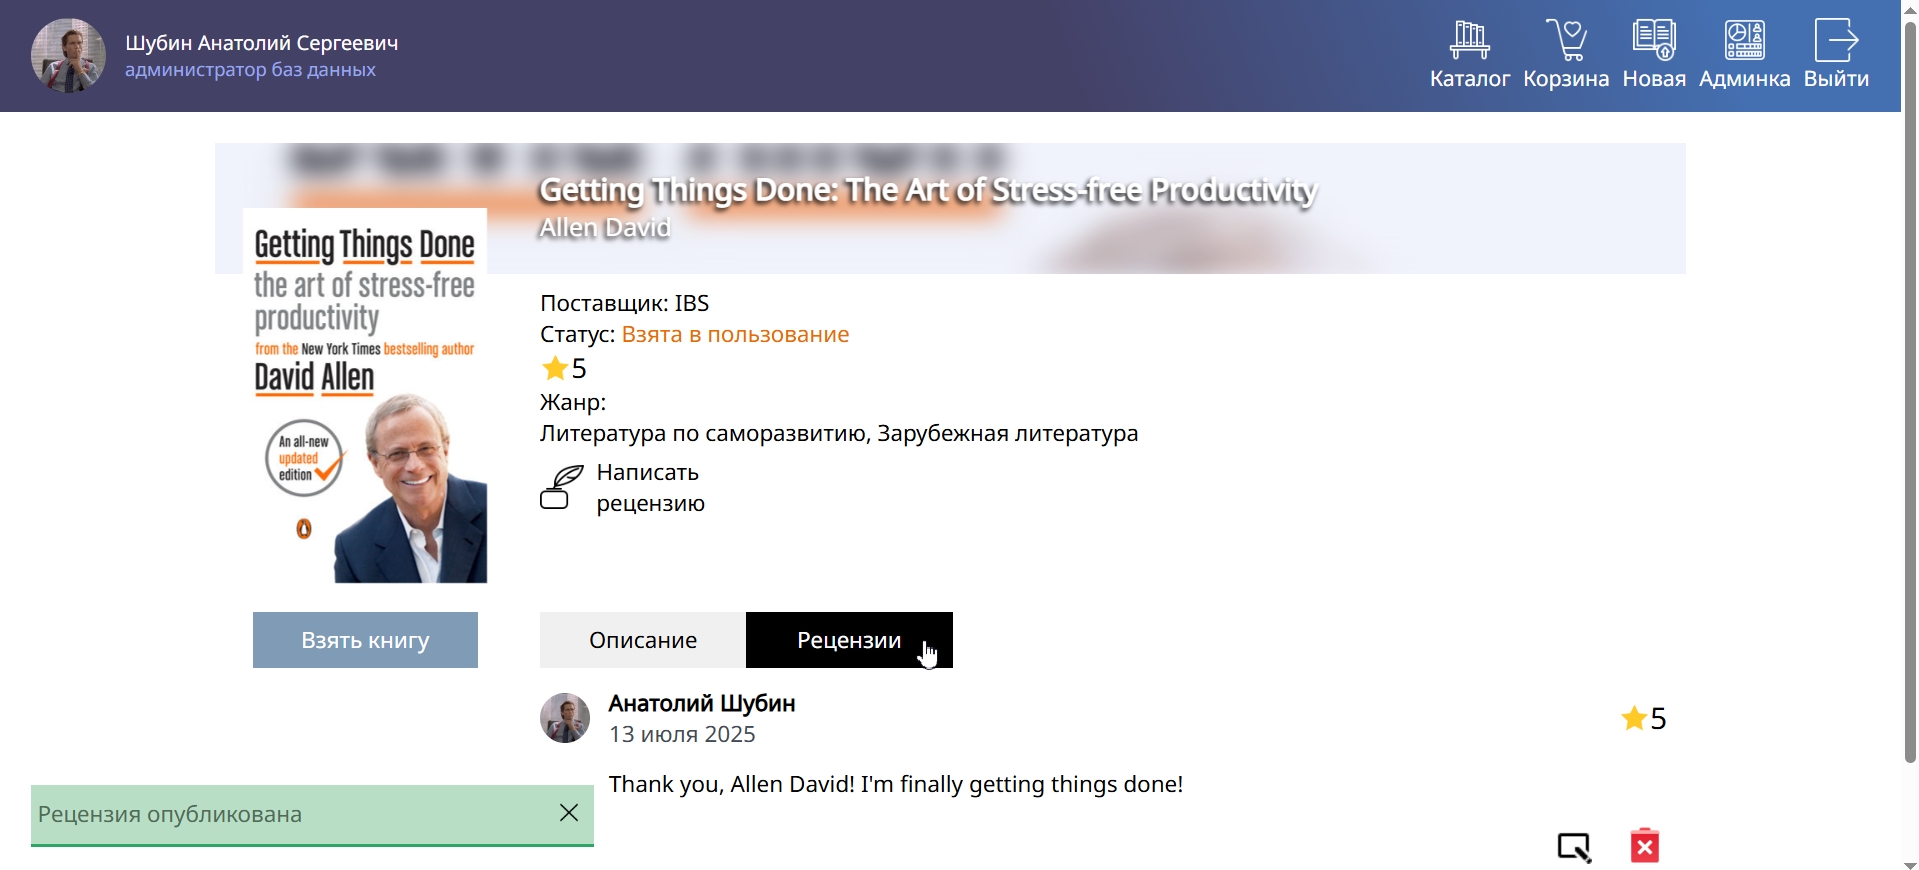 Шубин Анатолий Сергеевич
администратор баз данных
Каталог
Корзина
Новая
Админка
Выйти
Getting Things Done: The Art of Stress-free Productivity
Allen David
Getting Things Done
the art of stress-free
productivity
from the New York Times bestselling author
David Allen
An all-new
updated
edition
Поставщик: IBS
Статус: Взята в пользование
5
Жанр:
Литература по саморазвитию, Зарубежная литература
Написать
рецензию
Взять книгу
Описание
Рецензии
Анатолий Шубин
13 июля 2025
5
Thank you, Allen David! I'm finally getting things done!
Рецензия опубликована